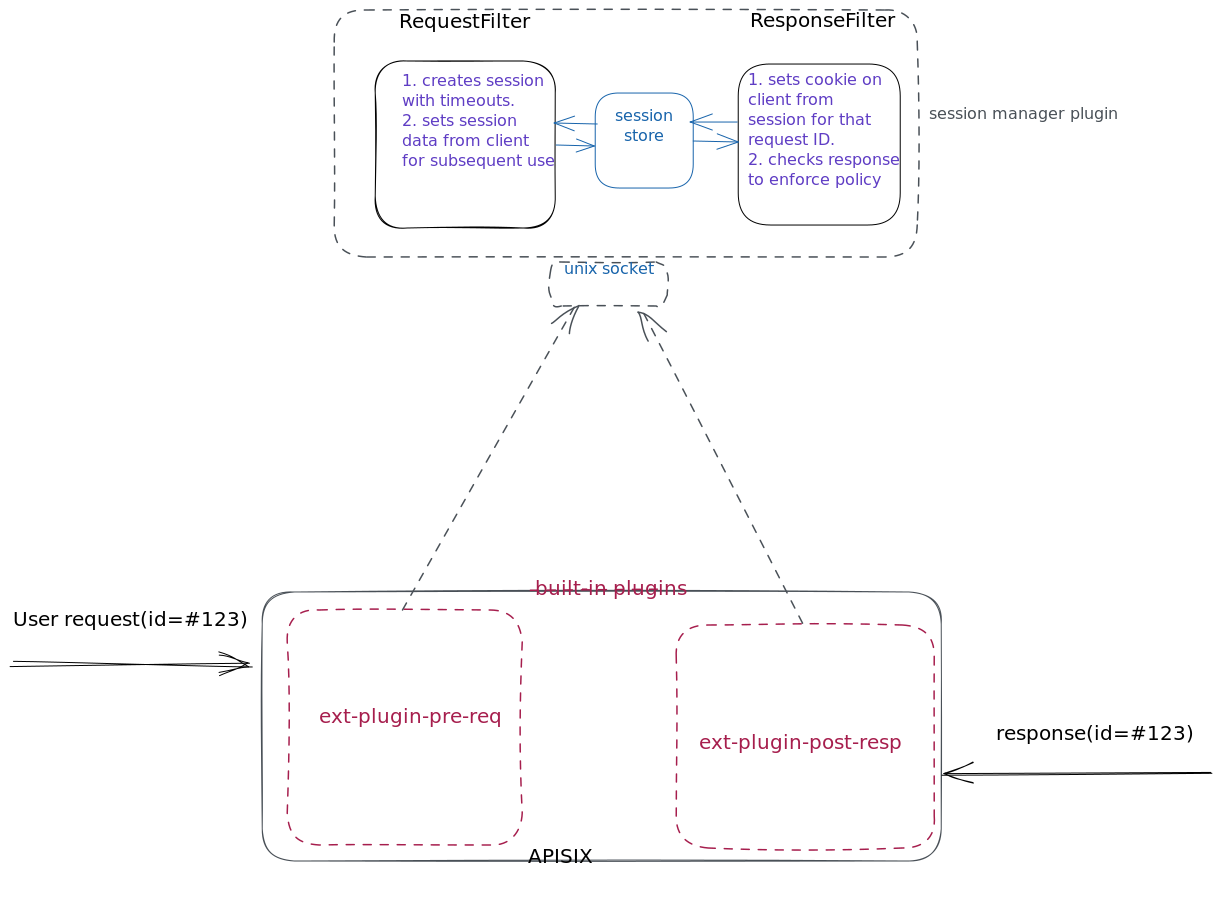 RequestFilter
ResponseFilter
1. creates session
with timeouts.
2. sets session
data from client
for subsequent use
session
store
1. sets cookie on
client from
session for that
request ID.
2. checks response
to enforce policy
session manager plugin
unix socket
built-in plugins
User request(id=#123)
ext-plugin-pre-req
ext-plugin-post-resp
response(id=#123)
APISIX